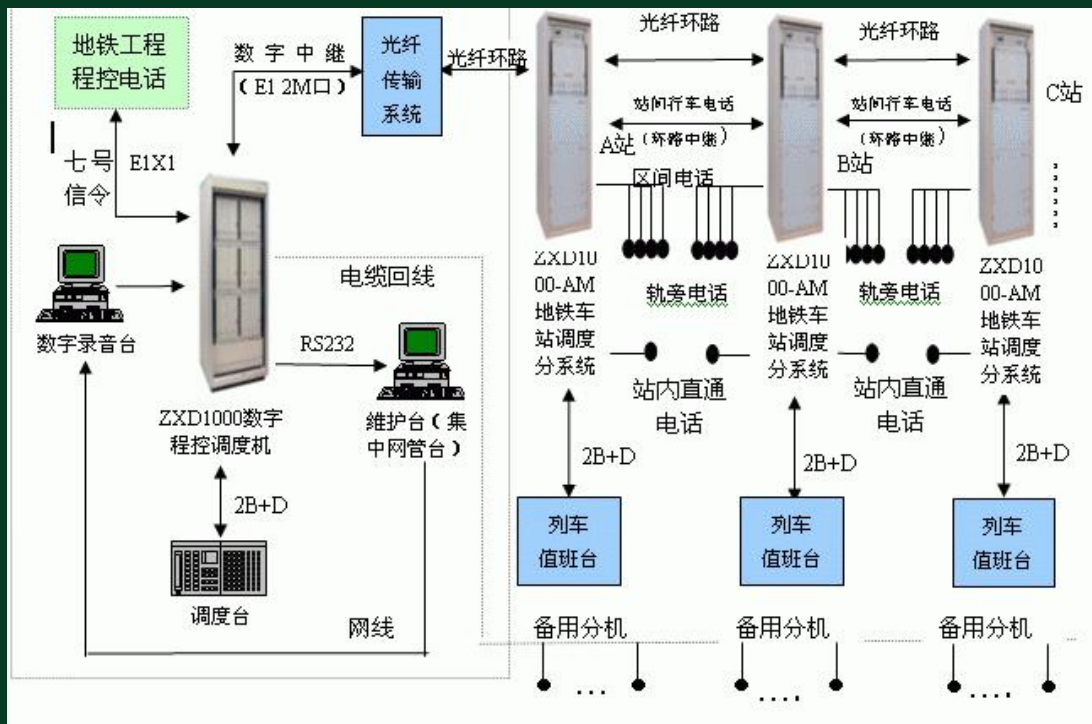 地铁工程
程控电话
数字中继
（E1 2M口）
光纤
传输
系统
光纤环路
光纤环路
光纤环路
站间行车电话
（环路中继）
站间行车电话
（环路中继）
A站
B站
C站
七号
信令
E1X1
区间电话
数字录音台
电缆回线
RS232
ZXD1000数字
程控调度机
维护台（集
中网管台）
2B+D
调度台
网线
ZXD10
00-AM
地铁车
站调度
分系统
轨旁电话
ZXD10
00-AM
地铁车
站调度
分系统
轨旁电话
ZXD10
00-AM
地铁车
站调度
分系统
站内直通
电话
站内直通
电话
2B+D
2B+D
2B+D
列车
值班台
列车
值班台
列车
值班台
备用分机
备用分机
备用分机